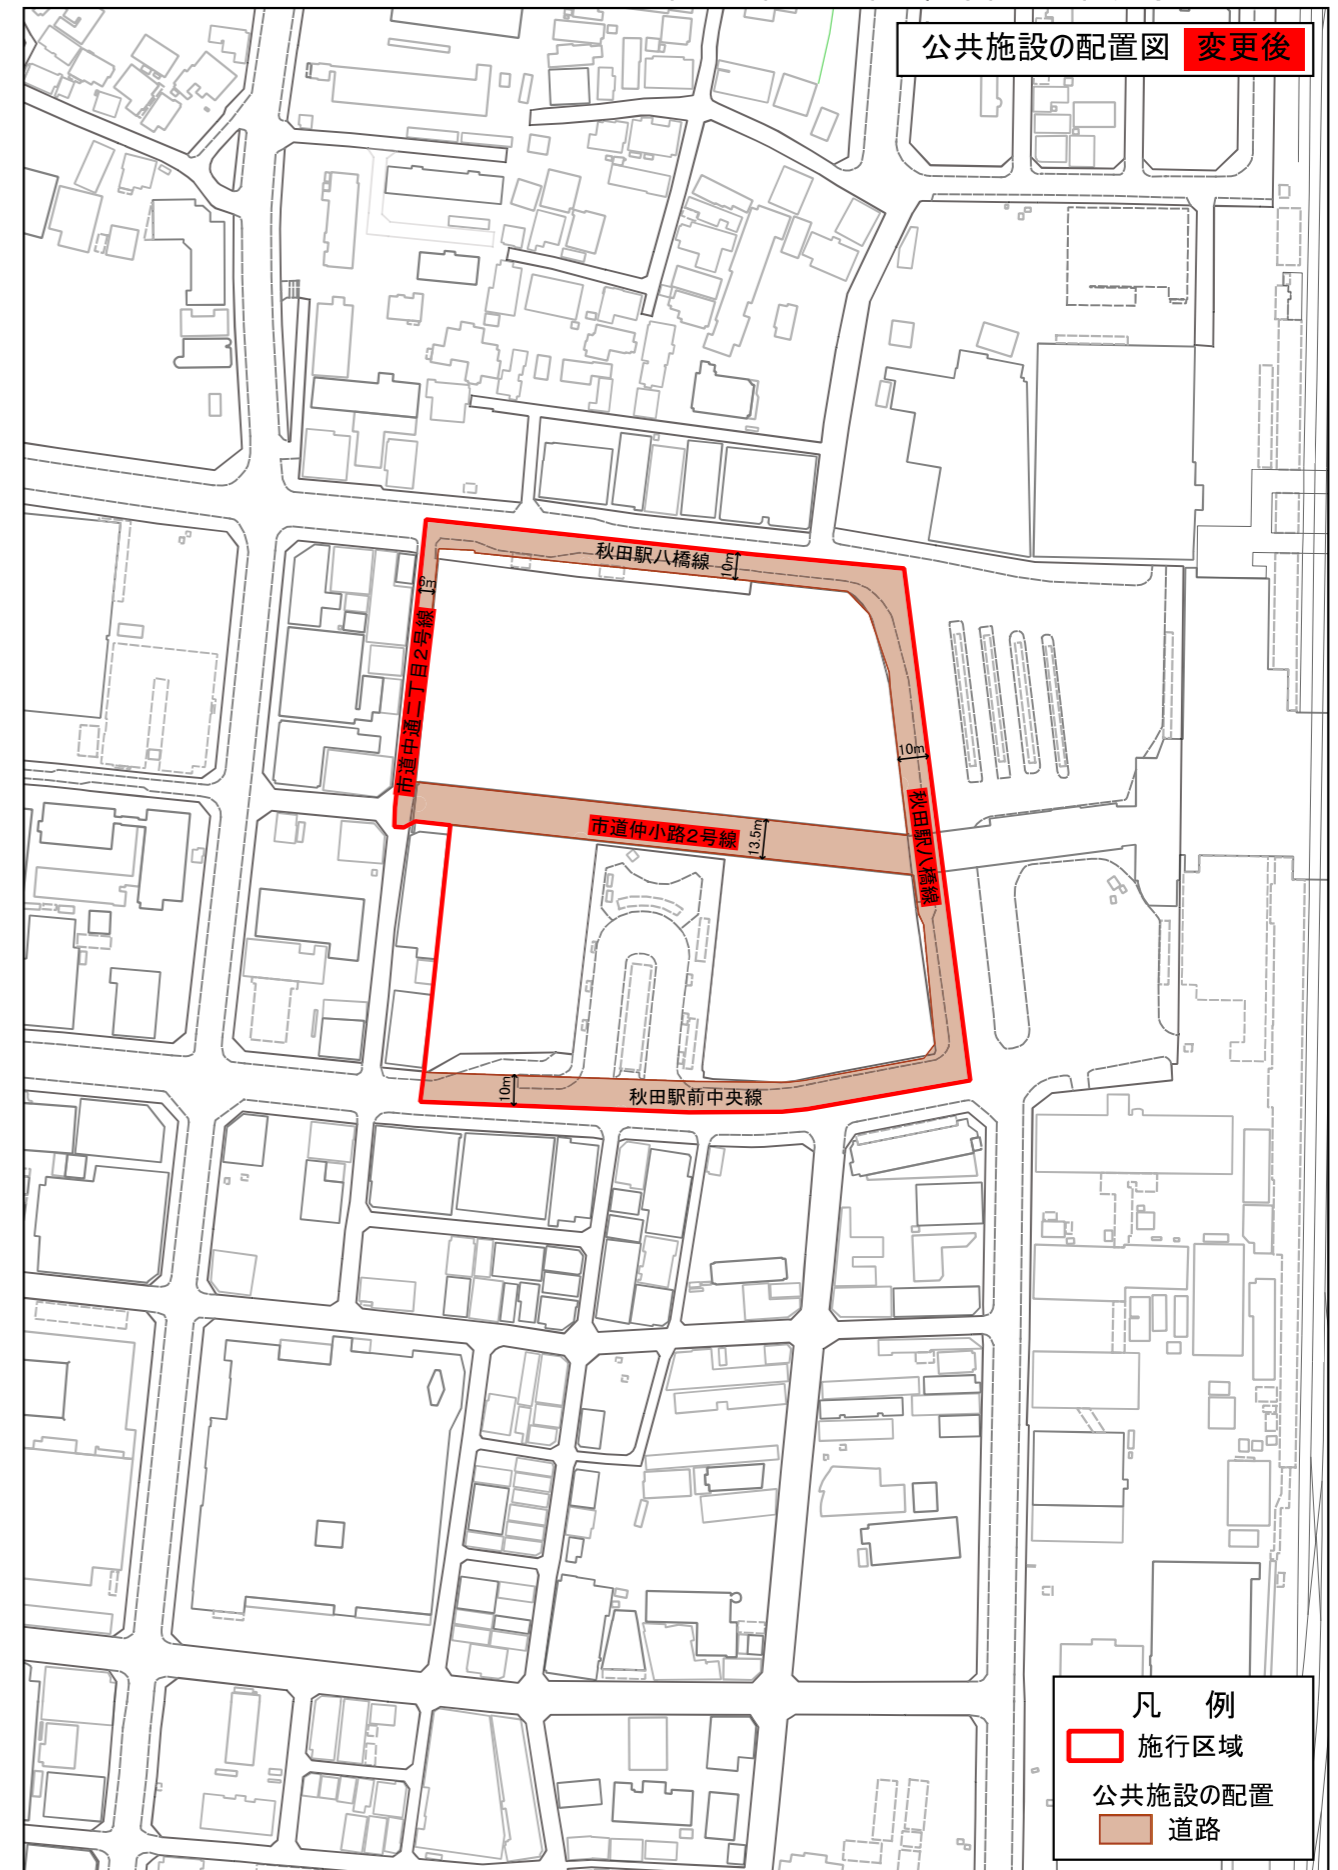 公共施設の配置図 変更後
秋田駅八橋線
10m
6m
市道中通二丁目2号線
10m
秋田駅八橋線
市道仲小路2号線
13.5m
10m
秋田駅前中央線
凡 例
施行区域
公共施設の配置
道路